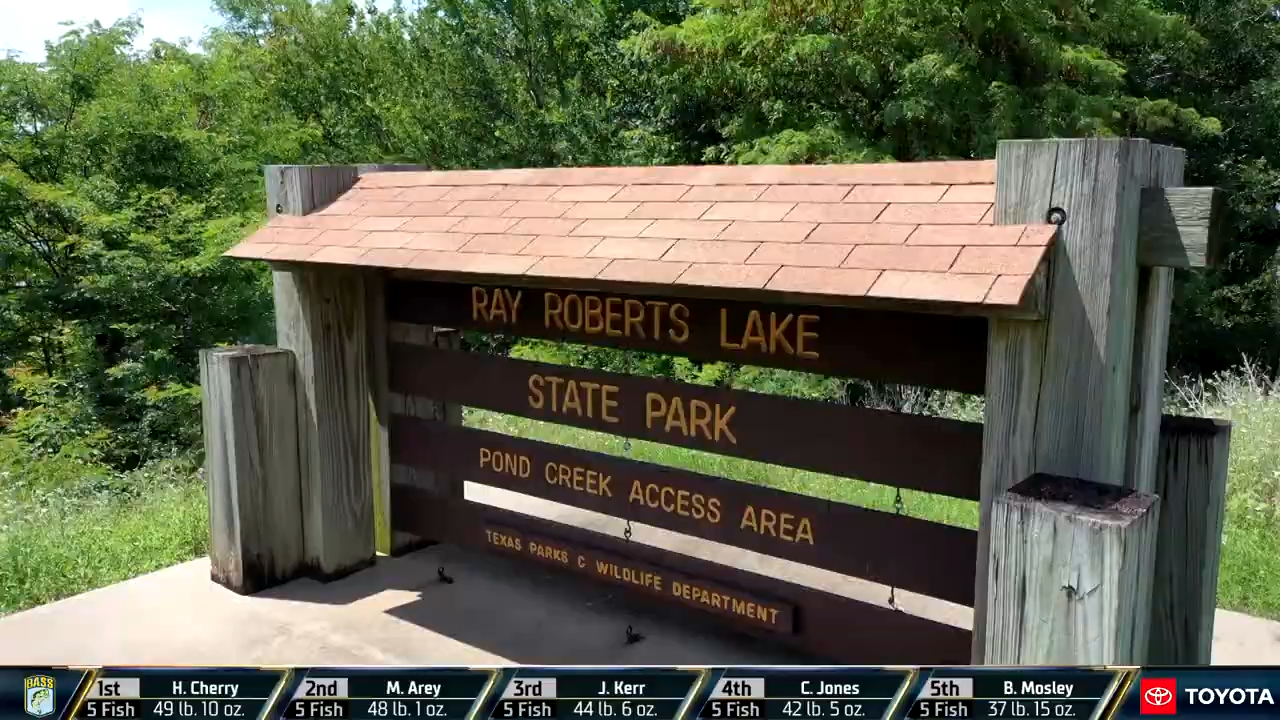 RAY ROBERTS LAKE
STATE PARK
POND CREEK ACCESS AREA
TEXAS PARKS & WILDLIFE DEPARTMENT
BASS
1st H. Cherry
5 Fish 49 lb. 10 oz.
2nd M. Arey
5 Fish 48 lb. 1 oz.
3rd J. Kerr
5 Fish 44 lb. 6 oz.
4th C. Jones
5 Fish 42 lb. 5 oz.
5th B. Mosley
5 Fish 37 lb. 15 oz.
TOYOTA